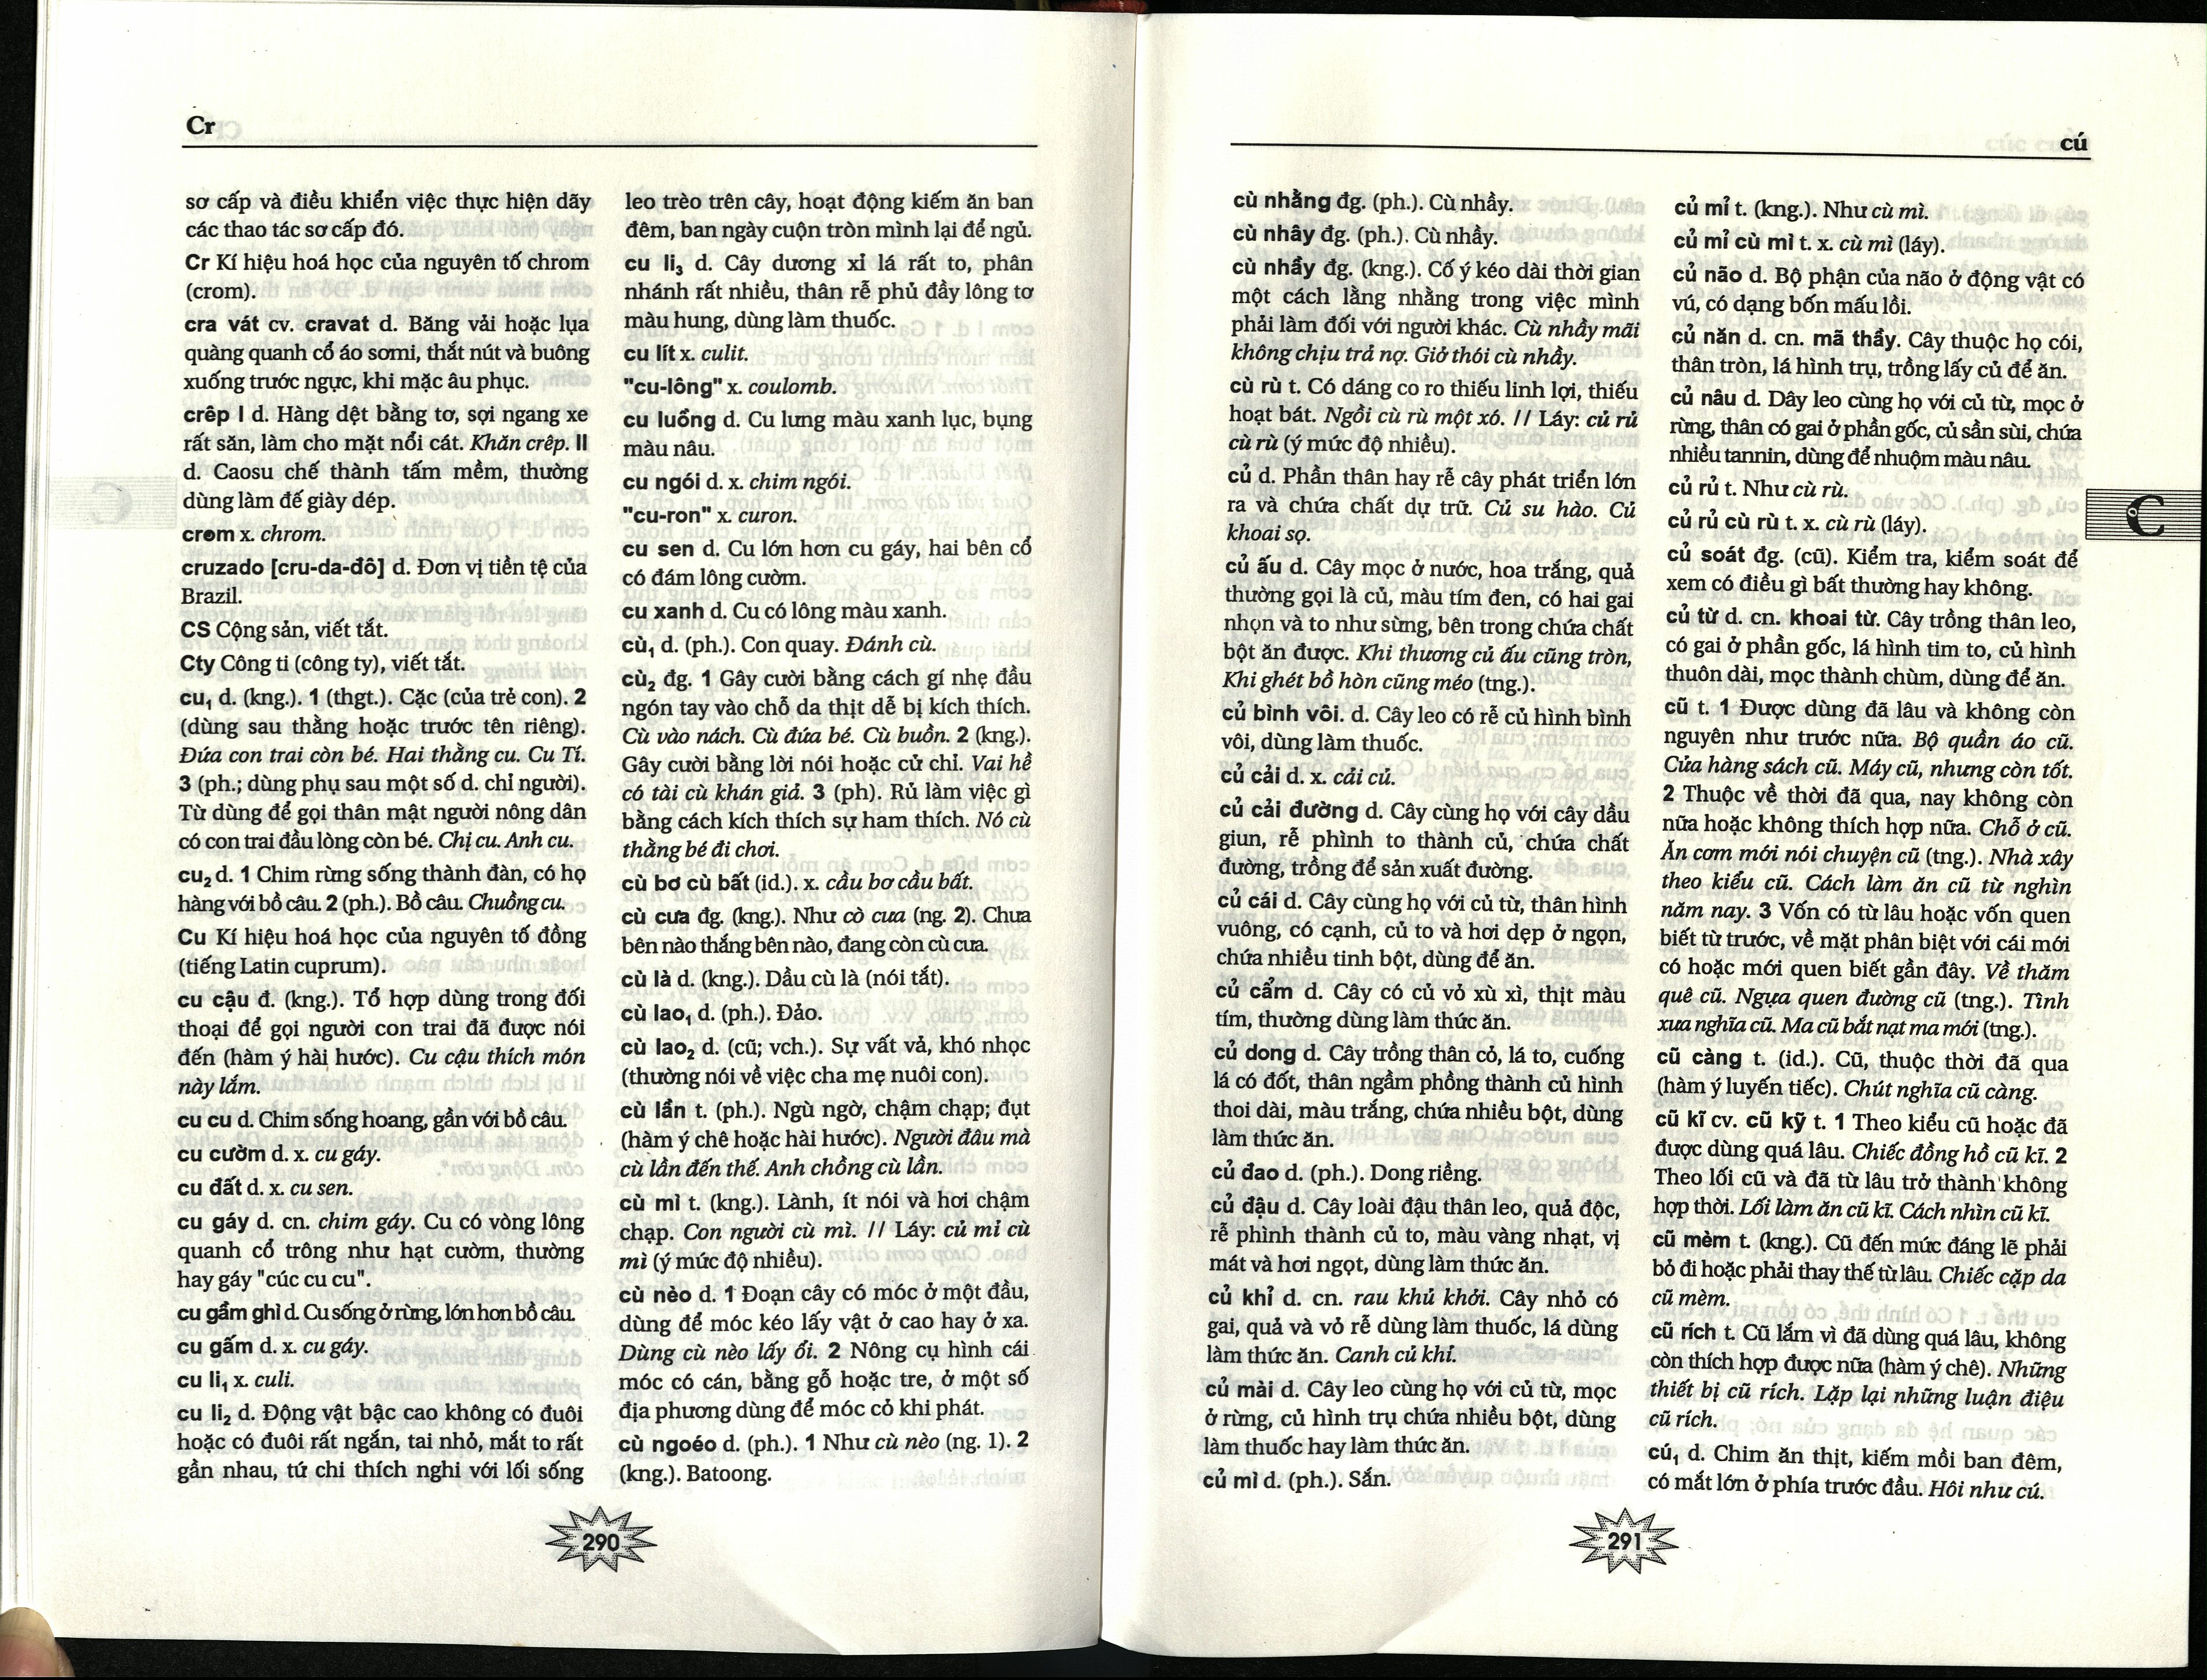 Cr
sơ cấp và điều khiển việc thực hiện dãy
các thao tác sơ cấp đó.
Cr Kí hiệu hoá học của nguyên tố chrom
(crom).
cra vát cv. cravat d. Băng vải hoặc lụa
quàng quanh cổ áo sơmi, thắt nút và buông
xuống trước ngực, khi mặc âu phục.
crêp I d. Hàng dệt bằng tơ, sợi ngang xe
rất săn, làm cho mặt nổi cát. Khăn crêp. II
d. Caosu chế thành tấm mềm, thường
dùng làm đế giày dép.
crom x. chrom.
cruzado [cru-da-đô] d. Đơn vị tiền tệ của
Brazil.
CS Cộng sản, viết tắt.
Cty Công ti (công ty), viết tắt.
cu₁ d. (kng.). 1 (thgt.). Cặc (của trẻ con). 2
(dùng sau thằng hoặc trước tên riêng).
Đứa con trai còn bé. Hai thằng cu. Cu Tí.
3 (ph.; dùng phụ sau một số d. chỉ người).
Từ dùng để gọi thân mật người nông dân
có con trai đầu lòng còn bé. Chị cu. Anh cu.
cu₂ d. 1 Chim rừng sống thành đàn, có họ
hàng với bồ câu. 2 (ph.). Bồ câu. Chuồng cu.
Cu Kí hiệu hoá học của nguyên tố đồng
(tiếng Latin cuprum).
cu cậu đ. (kng.). Tổ hợp dùng trong đối
thoại để gọi người con trai đã được nói
đến (hàm ý hài hước). Cu cậu thích món
này lắm.
cu cu d. Chim sống hoang, gần với bồ câu.
cu cườm d. x. cu gáy.
cu đất d. x. cu sen.
cu gáy d. cn. chim gáy. Cu có vòng lông
quanh cổ trông như hạt cườm, thường
hay gáy "cúc cu cu".
cu gầm ghì d. Cu sống ở rừng, lớn hơn bồ câu.
cu gấm d. x. cu gáy.
cu li₁ x. culi.
cu li₂ d. Động vật bậc cao không có đuôi
hoặc có đuôi rất ngắn, tai nhỏ, mắt to rất
gần nhau, tứ chi thích nghi với lối sống
leo trèo trên cây, hoạt động kiếm ăn ban
đêm, ban ngày cuộn tròn mình lại để ngủ.
cu li₃ d. Cây dương xỉ lá rất to, phân
nhánh rất nhiều, thân rễ phủ đầy lông tơ
màu hung, dùng làm thuốc.
cu lít x. culit.
"cu-lông" x. coulomb.
cu luồng d. Cu lưng màu xanh lục, bụng
màu nâu.
cu ngói d. x. chim ngói.
"cu-ron" x. curon.
cu sen d. Cu lớn hơn cu gáy, hai bên cổ
có đám lông cườm.
cu xanh d. Cu có lông màu xanh.
cù₁ d. (ph.). Con quay. Đánh cù.
cù₂ đg. 1 Gây cười bằng cách gí nhẹ đầu
ngón tay vào chỗ da thịt dễ bị kích thích.
Cù vào nách. Cù đứa bé. Cù buồn. 2 (kng.).
Gây cười bằng lời nói hoặc cử chỉ. Vai hề
có tài cù khán giả. 3 (ph). Rủ làm việc gì
bằng cách kích thích sự ham thích. Nó cù
thằng bé đi chơi.
cù bơ cù bất (id.). x. cầu bơ cầu bất.
cù cưa đg. (kng.). Như cò cưa (ng. 2). Chưa
bên nào thắng bên nào, đang còn cù cưa.
cù là d. (kng.). Dầu cù là (nói tắt).
cù lao₁ d. (ph.). Đảo.
cù lao₂ d. (cũ; vch.). Sự vất vả, khó nhọc
(thường nói về việc cha mẹ nuôi con).
cù lần t. (ph.). Ngù ngờ, chậm chạp; đụt
(hàm ý chê hoặc hài hước). Người đâu mà
cù lần đến thế. Anh chồng cù lần.
cù mì t. (kng.). Lành, ít nói và hơi chậm
chạp. Con người cù mì. // Láy: củ mỉ cù
mì (ý mức độ nhiều).
cù nèo d. 1 Đoạn cây có móc ở một đầu,
dùng để móc kéo lấy vật ở cao hay ở xa.
Dùng cù nèo lấy ổi. 2 Nông cụ hình cái
móc có cán, bằng gỗ hoặc tre, ở một số
địa phương dùng để móc cỏ khi phát.
cù ngoéo d. (ph.). 1 Như cù nèo (ng. 1). 2
(kng.). Batoong.
290
cú
cù nhằng đg. (ph.). Cù nhầy.
cù nhây đg. (ph.). Cù nhầy.
cù nhầy đg. (kng.). Cố ý kéo dài thời gian
một cách lằng nhằng trong việc mình
phải làm đối với người khác. Cù nhầy mãi
không chịu trả nợ. Giở thói cù nhầy.
cù rù t. Có dáng co ro thiếu linh lợi, thiếu
hoạt bát. Ngồi cù rù một xó. // Láy: củ rủ
cù rù (ý mức độ nhiều).
củ d. Phần thân hay rễ cây phát triển lớn
ra và chứa chất dự trữ. Củ su hào. Củ
khoai sọ.
củ ấu d. Cây mọc ở nước, hoa trắng, quả
thường gọi là củ, màu tím đen, có hai gai
nhọn và to như sừng, bên trong chứa chất
bột ăn được. Khi thương củ ấu cũng tròn,
Khi ghét bồ hòn cũng méo (tng.).
củ bình vôi. d. Cây leo có rễ củ hình bình
vôi, dùng làm thuốc.
củ cải d. x. cải củ.
củ cải đường d. Cây cùng họ với cây dầu
giun, rễ phình to thành củ, chứa chất
đường, trồng để sản xuất đường.
củ cái d. Cây cùng họ với củ từ, thân hình
vuông, có cạnh, củ to và hơi dẹp ở ngọn,
chứa nhiều tinh bột, dùng để ăn.
củ cẩm d. Cây có củ vỏ xù xì, thịt màu
tím, thường dùng làm thức ăn.
củ dong d. Cây trồng thân cỏ, lá to, cuống
lá có đốt, thân ngầm phồng thành củ hình
thoi dài, màu trắng, chứa nhiều bột, dùng
làm thức ăn.
củ đao d. (ph.). Dong riềng.
củ đậu d. Cây loài đậu thân leo, quả độc,
rễ phình thành củ to, màu vàng nhạt, vị
mát và hơi ngọt, dùng làm thức ăn.
củ khỉ d. cn. rau khủ khởi. Cây nhỏ có
gai, quả và vỏ rễ dùng làm thuốc, lá dùng
làm thức ăn. Canh củ khỉ.
củ mài d. Cây leo cùng họ với củ từ, mọc
ở rừng, củ hình trụ chứa nhiều bột, dùng
làm thuốc hay làm thức ăn.
củ mì d. (ph.). Sắn.
củ mỉ t. (kng.). Như cù mì.
củ mỉ cù mì t. x. cù mì (láy).
củ não d. Bộ phận của não ở động vật có
vú, có dạng bốn mấu lồi.
củ năn d. cn. mã thầy. Cây thuộc họ cói,
thân tròn, lá hình trụ, trồng lấy củ để ăn.
củ nâu d. Dây leo cùng họ với củ từ, mọc ở
rừng, thân có gai ở phần gốc, củ sần sùi, chứa
nhiều tannin, dùng để nhuộm màu nâu.
củ rủ t. Như cù rù.
củ rủ cù rù t. x. cù rù (láy).
củ soát đg. (cũ). Kiểm tra, kiểm soát để
xem có điều gì bất thường hay không.
củ từ d. cn. khoai từ. Cây trồng thân leo,
có gai ở phần gốc, lá hình tim to, củ hình
thuôn dài, mọc thành chùm, dùng để ăn.
cũ t. 1 Được dùng đã lâu và không còn
nguyên như trước nữa. Bộ quần áo cũ.
Cửa hàng sách cũ. Máy cũ, nhưng còn tốt.
2 Thuộc về thời đã qua, nay không còn
nữa hoặc không thích hợp nữa. Chỗ ở cũ.
Ăn cơm mới nói chuyện cũ (tng.). Nhà xây
theo kiểu cũ. Cách làm ăn cũ từ nghìn
năm nay. 3 Vốn có từ lâu hoặc vốn quen
biết từ trước, về mặt phân biệt với cái mới
có hoặc mới quen biết gần đây. Về thăm
quê cũ. Ngựa quen đường cũ (tng.). Tình
xưa nghĩa cũ. Ma cũ bắt nạt ma mới (tng.).
cũ càng t. (id.). Cũ, thuộc thời đã qua
(hàm ý luyến tiếc). Chút nghĩa cũ càng.
cũ kĩ cv. cũ kỹ t. 1 Theo kiểu cũ hoặc đã
được dùng quá lâu. Chiếc đồng hồ cũ kĩ. 2
Theo lối cũ và đã từ lâu trở thành không
hợp thời. Lối làm ăn cũ kĩ. Cách nhìn cũ kĩ.
cũ mèm t. (kng.). Cũ đến mức đáng lẽ phải
bỏ đi hoặc phải thay thế từ lâu. Chiếc cặp da
cũ mèm.
cũ rích t. Cũ lắm vì đã dùng quá lâu, không
còn thích hợp được nữa (hàm ý chê). Những
thiết bị cũ rích. Lặp lại những luận điệu
cũ rích.
cú₁ d. Chim ăn thịt, kiếm mồi ban đêm,
có mắt lớn ở phía trước đầu. Hôi như cú.
C
291